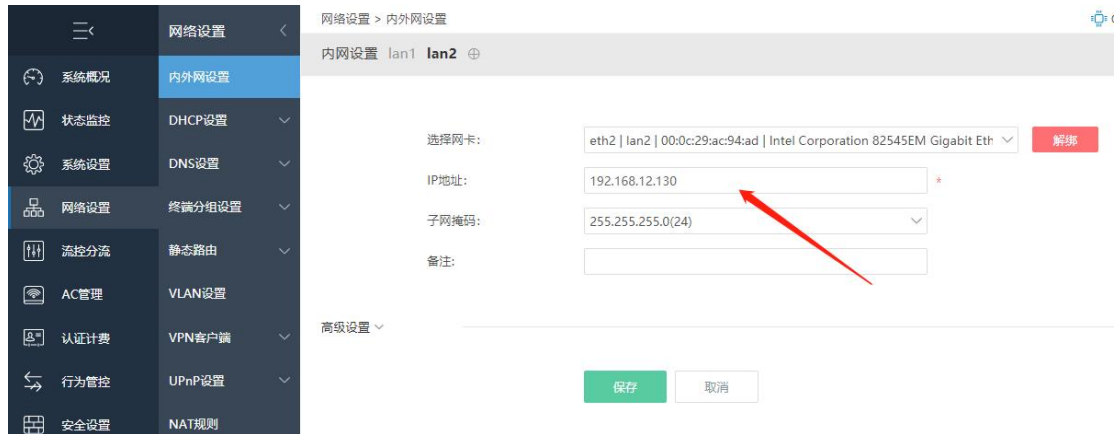 网络设置 > 内外网设置
内网设置 lan1 lan2
系统概况
状态监控
系统设置
网络设置
流控分流
AC管理
认证计费
行为管控
安全设置
网络设置
内外网设置
DHCP设置
DNS设置
终端分组设置
静态路由
VLAN设置
VPN客户端
UPnP设置
NAT规则
选择网卡: eth2 | lan2 | 00:0c:29:ac:94:ad | Intel Corporation 82545EM Gigabit Eth 解绑
IP地址: 192.168.12.130 *
子网掩码: 255.255.255.0(24)
备注:
高级设置
保存 取消